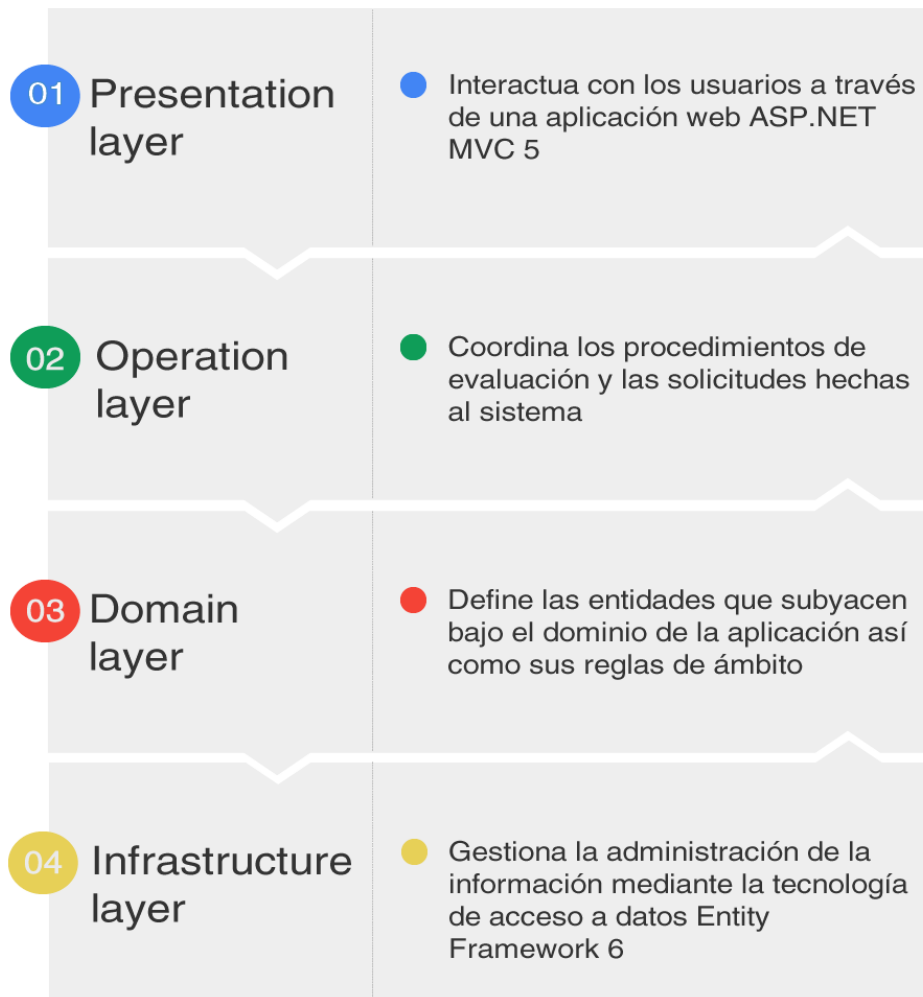 01
Presentation
layer
Interactua con los usuarios a través
de una aplicación web ASP.NET
MVC 5
02
Operation
layer
Coordina los procedimientos de
evaluación y las solicitudes hechas
al sistema
03
Domain
layer
Define las entidades que subyacen
bajo el dominio de la aplicación así
como sus reglas de ámbito
04
Infrastructure
layer
Gestiona la administración de la
información mediante la tecnología
de acceso a datos Entity
Framework 6